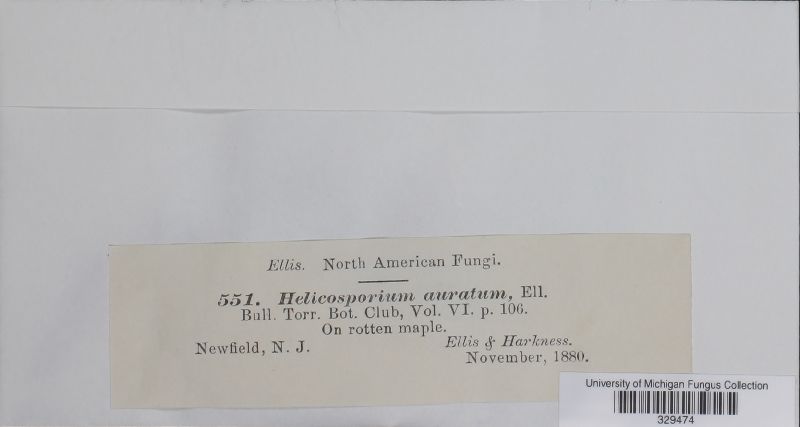 Ellis. North American Fungi.
551. Helicosporium auratum, Ell.
Bull. Torr. Bot. Club, Vol. VI. p. 106.
On rotten maple.
Newfield, N. J. Ellis & Harkness.
November, 1880.
University of Michigan Fungus Collection
329474